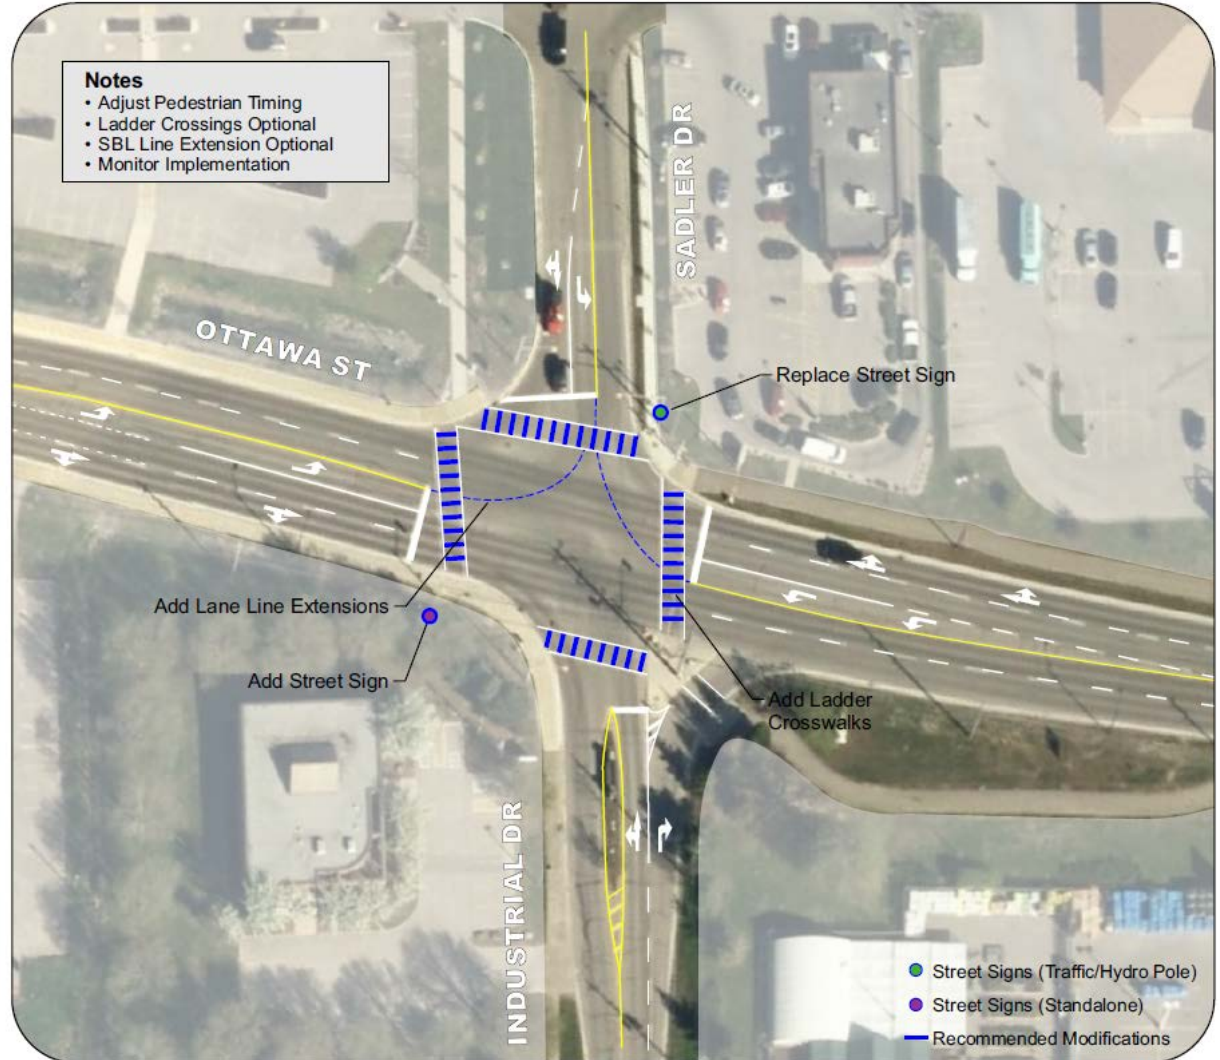 Notes
• Adjust Pedestrian Timing
• Ladder Crossings Optional
• SBL Line Extension Optional
• Monitor Implementation
SADLER DR
OTTAWA ST
Replace Street Sign
Add Lane Line Extensions
Add Street Sign
Add Ladder
Crosswalks
INDUSTRIAL DR
Street Signs (Traffic/Hydro Pole)
Street Signs (Standalone)
Recommended Modifications